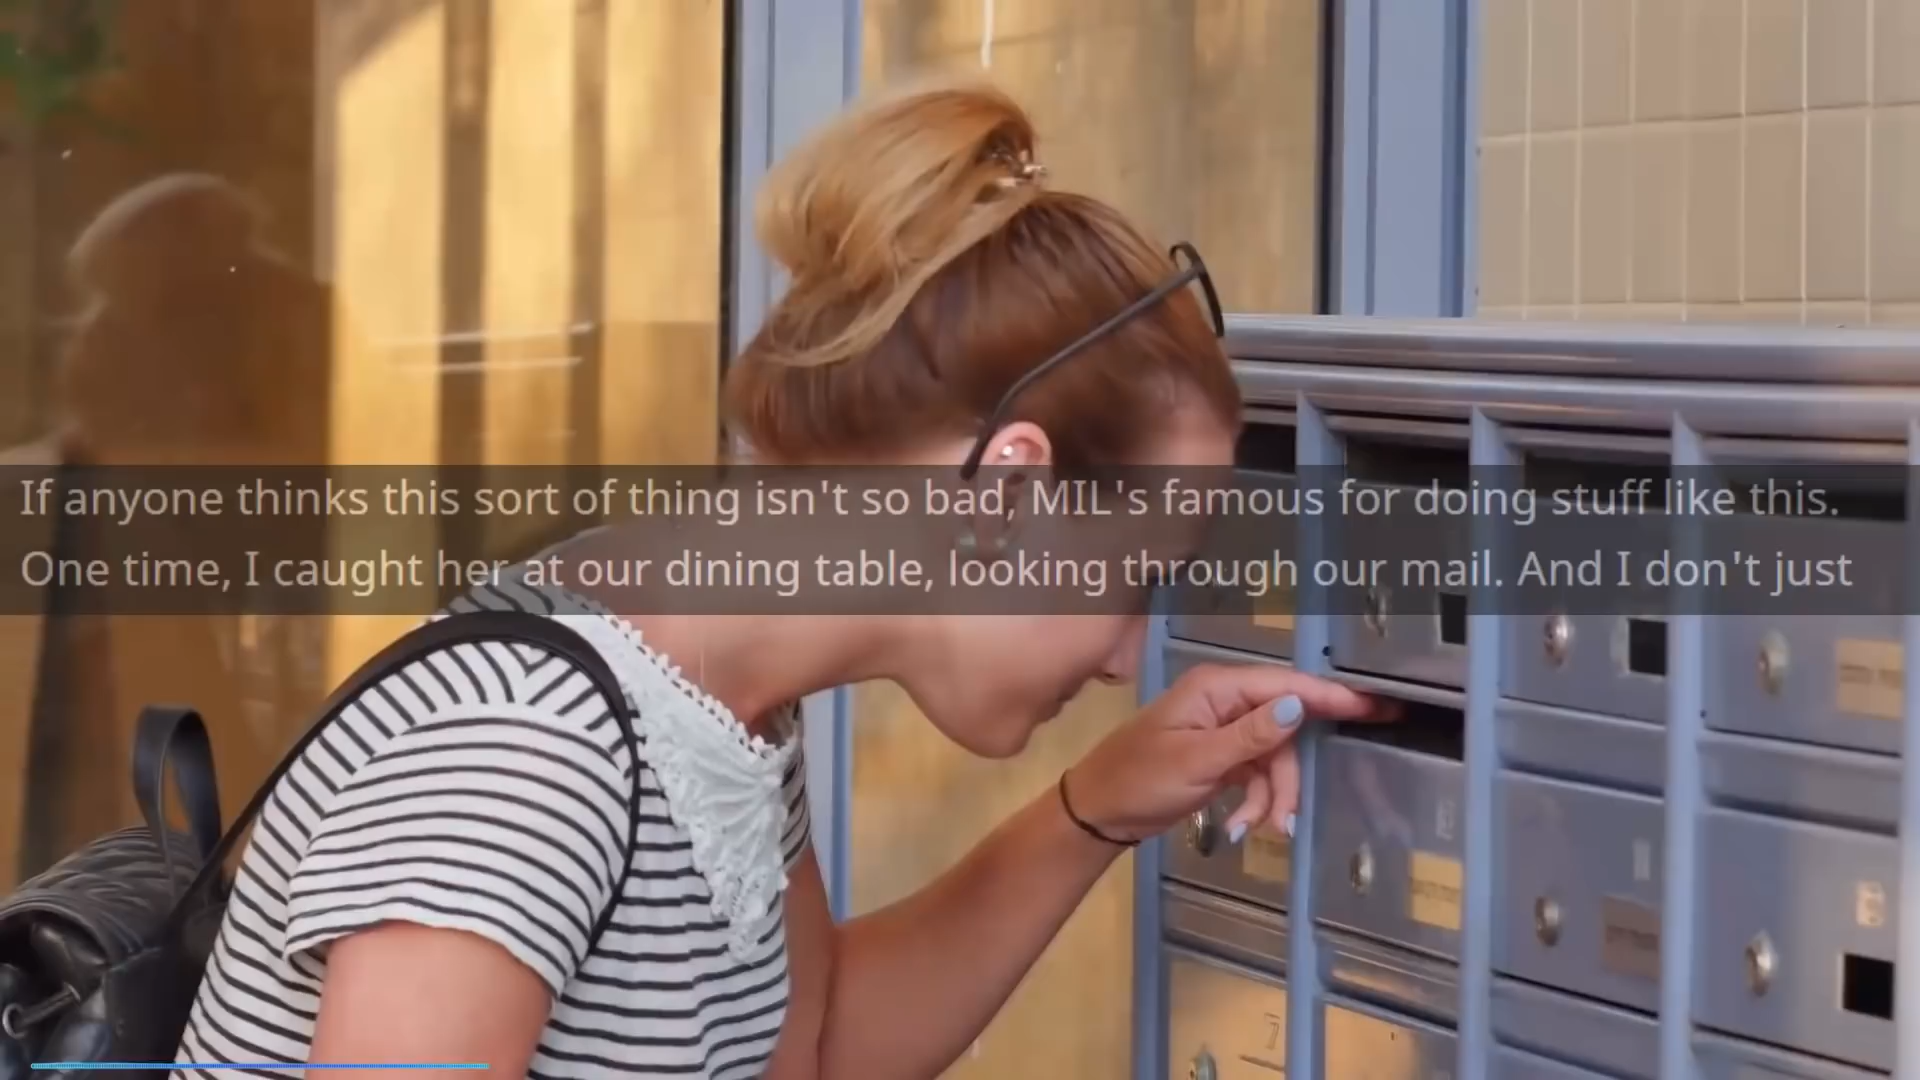 If anyone thinks this sort of thing isn't so bad, MIL's famous for doing stuff like this.
One time, I caught her at our dining table, looking through our mail. And I don't just
7